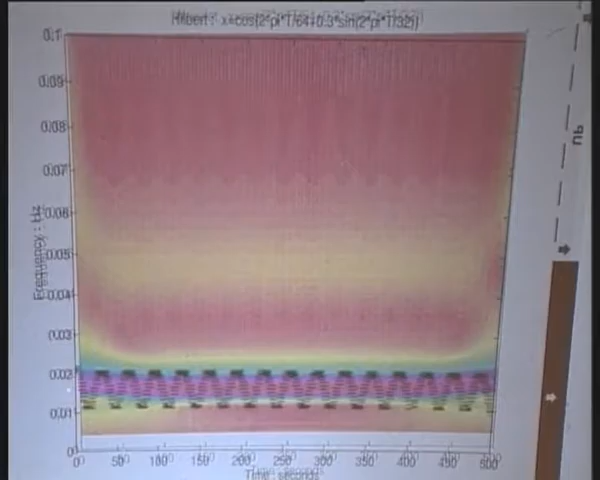 Hilbert : x=cos(2*pi*T/64+0.3*sin(2*pi*T/32))
0.1
0.09
0.08
0.07
0.06
0.05
0.04
0.03
0.02
0.01
0
Frequency : Hz
0 50 100 150 200 250 300 350 400 450 500
Time : seconds
UP